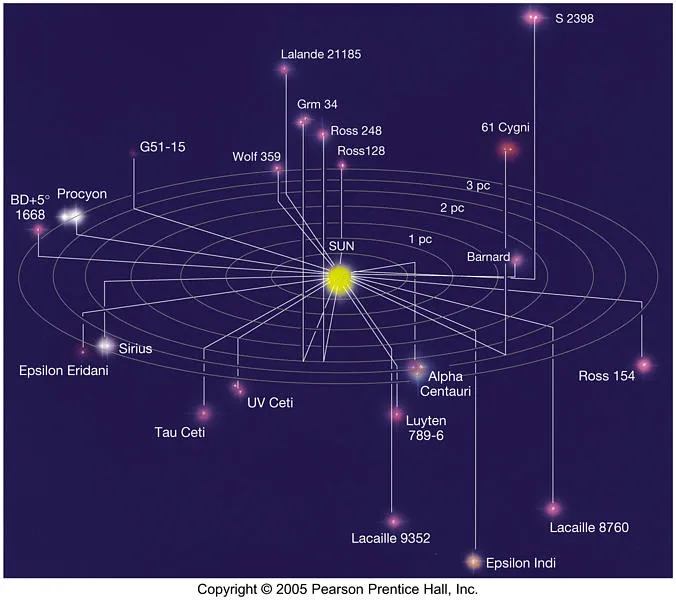 S 2398
Lalande 21185
Grm 34
Ross 248
61 Cygni
G51-15
Wolf 359
Ross128
BD+5°
1668
Procyon
3 pc
2 pc
1 pc
SUN
Barnard
Sirius
Epsilon Eridani
Alpha
Centauri
Ross 154
UV Ceti
Tau Ceti
Luyten
789-6
Lacaille 9352
Lacaille 8760
Epsilon Indi
Copyright © 2005 Pearson Prentice Hall, Inc.